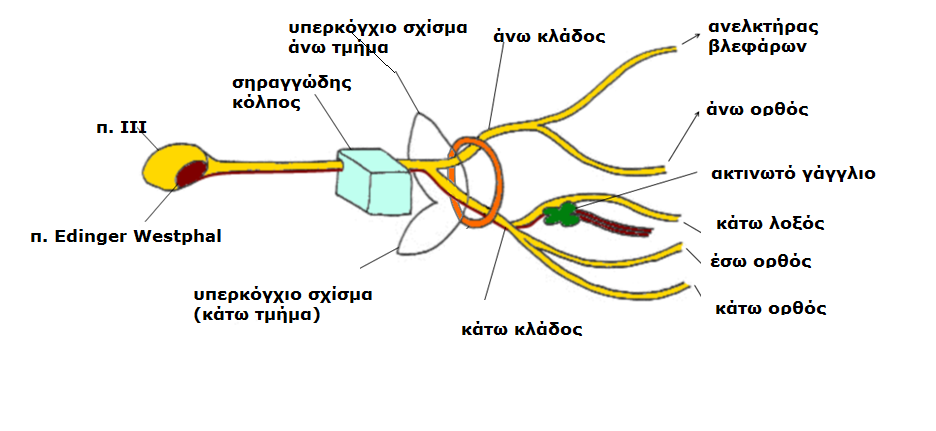 υπερκόγχιο σχίσμα
άνω τμήμα
άνω κλάδος
ανελκτήρας
βλεφάρων
σηραγγώδης
κόλπος
άνω ορθός
π. III
ακτινωτό γάγγλιο
κάτω λοξός
π. Edinger Westphal
έσω ορθός
υπερκόγχιο σχίσμα
(κάτω τμήμα)
κάτω ορθός
κάτω κλάδος